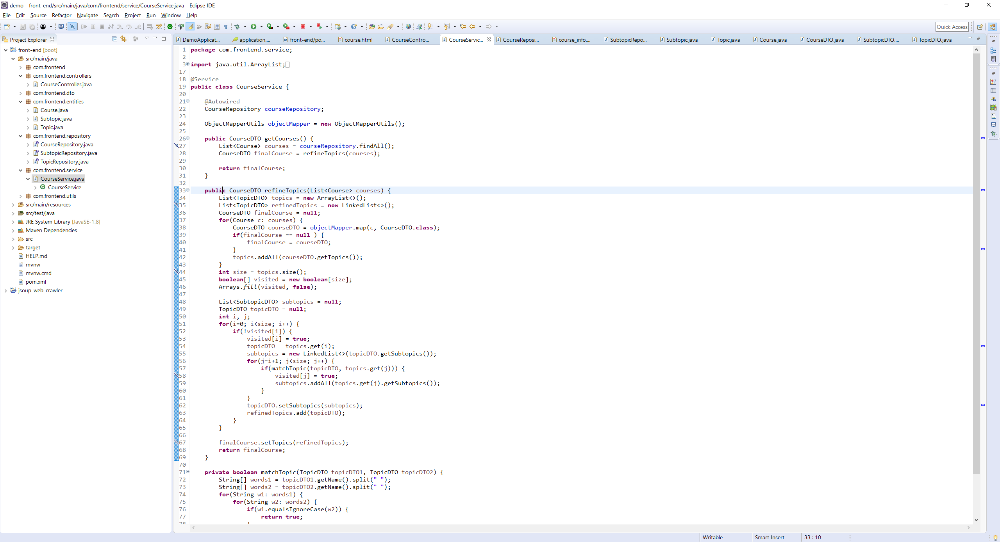 demo - front-end/src/main/java/com/frontend/service/CourseService.java - Eclipse IDE
File Edit Source Refactor Navigate Search Project Run Window Help
Quick Access
Project Explorer
DemoApplicat... application.... front-end/po... course.html CourseContro... CourseServic... CourseReposi... course_info.... SubtopicRepo... Subtopic.java Topic.java Course.java CourseDTO.java SubtopicDTO.... TopicDTO.java
front-end [boot]
src/main/java
com.frontend
com.frontend.controllers
CourseController.java
com.frontend.dto
com.frontend.entities
Course.java
Subtopic.java
Topic.java
com.frontend.repository
CourseRepository.java
SubtopicRepository.java
TopicRepository.java
com.frontend.service
CourseService.java
CourseService
com.frontend.utils
src/main/resources
src/test/java
JRE System Library [JavaSE-1.8]
Maven Dependencies
src
target
HELP.md
mvnw
mvnw.cmd
pom.xml
jsoup-web-crawler
1 package com.frontend.service;
2
3 import java.util.ArrayList;
17
18 @Service
19 public class CourseService {
20
21 @Autowired
22 CourseRepository courseRepository;
23
24 ObjectMapperUtils objectMapper = new ObjectMapperUtils();
25
26 public CourseDTO getCourses() {
27 List<Course> courses = courseRepository.findAll();
28 CourseDTO finalCourse = refineTopics(courses);
29
30 return finalCourse;
31 }
32
33 public CourseDTO refineTopics(List<Course> courses) {
34 List<TopicDTO> topics = new ArrayList<>();
35 List<TopicDTO> refinedTopics = new LinkedList<>();
36 CourseDTO finalCourse = null;
37 for(Course c: courses) {
38 CourseDTO courseDTO = objectMapper.map(c, CourseDTO.class);
39 if(finalCourse == null ) {
40 finalCourse = courseDTO;
41 }
42 topics.addAll(courseDTO.getTopics());
43 }
44 int size = topics.size();
45 boolean[] visited = new boolean[size];
46 Arrays.fill(visited, false);
47
48 List<SubtopicDTO> subtopics = null;
49 TopicDTO topicDTO = null;
50 int i, j;
51 for(i=0; i<size; i++) {
52 if(!visited[i]) {
53 visited[i] = true;
54 topicDTO = topics.get(i);
55 subtopics = new LinkedList<>(topicDTO.getSubtopics());
56 for(j=i+1; j<size; j++) {
57 if(matchTopic(topicDTO, topics.get(j))) {
58 visited[j] = true;
59 subtopics.addAll(topics.get(j).getSubtopics());
60 }
61 }
62 topicDTO.setSubtopics(subtopics);
63 refinedTopics.add(topicDTO);
64 }
65 }
66
67 finalCourse.setTopics(refinedTopics);
68 return finalCourse;
69 }
70
71 private boolean matchTopic(TopicDTO topicDTO1, TopicDTO topicDTO2) {
72 String[] words1 = topicDTO1.getName().split(" ");
73 String[] words2 = topicDTO2.getName().split(" ");
74 for(String w1: words1) {
75 for(String w2: words2) {
76 if(w1.equalsIgnoreCase(w2)) {
77 return true;
78 }
Writable Smart Insert 33 : 10